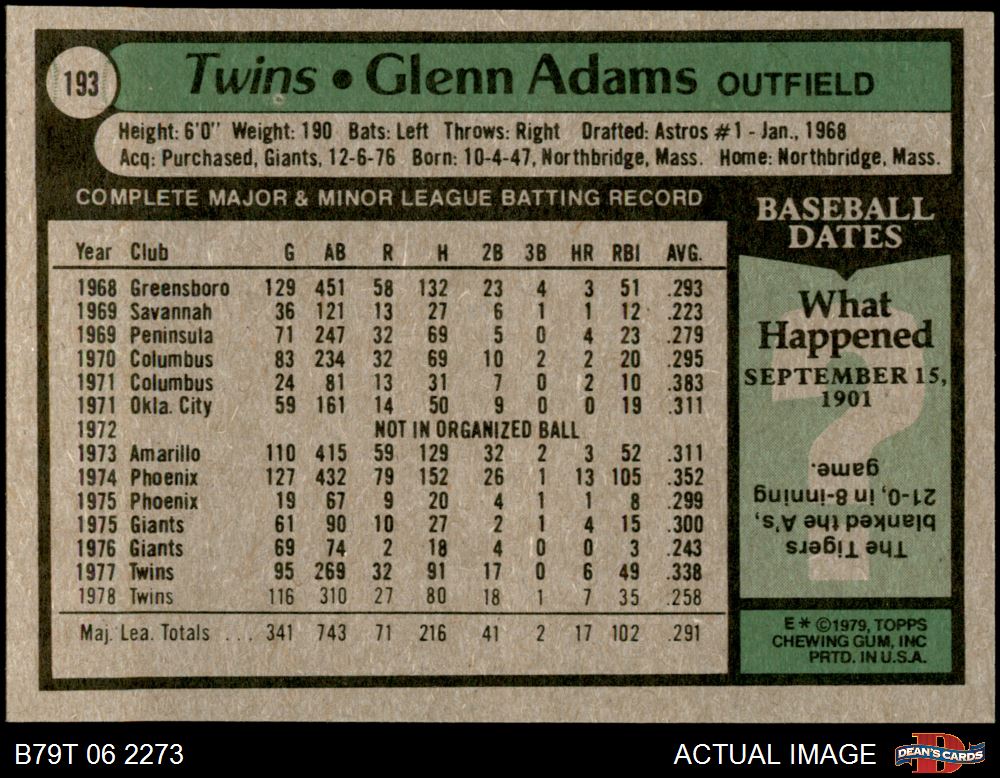 193
Twins • Glenn Adams OUTFIELD
Height: 6'0" Weight: 190 Bats: Left Throws: Right Drafted: Astros #1 - Jan., 1968
Acq: Purchased, Giants, 12-6-76 Born: 10-4-47, Northbridge, Mass. Home: Northbridge, Mass.
COMPLETE MAJOR & MINOR LEAGUE BATTING RECORD
Year Club G AB R H 2B 3B HR RBI AVG.
1968 Greensboro 129 451 58 132 23 4 3 51 .293
1969 Savannah 36 121 13 27 6 1 1 12 .223
1969 Peninsula 71 247 32 69 5 0 4 23 .279
1970 Columbus 83 234 32 69 10 2 2 20 .295
1971 Columbus 24 81 13 31 7 0 2 10 .383
1971 Okla. City 59 161 14 50 9 0 0 19 .311
1972 NOT IN ORGANIZED BALL
1973 Amarillo 110 415 59 129 32 2 3 52 .311
1974 Phoenix 127 432 79 152 26 1 13 105 .352
1975 Phoenix 19 67 9 20 4 1 1 8 .299
1975 Giants 61 90 10 27 2 1 4 15 .300
1976 Giants 69 74 2 18 4 0 0 3 .243
1977 Twins 95 269 32 91 17 0 6 49 .338
1978 Twins 116 310 27 80 18 1 7 35 .258
Maj. Lea. Totals . . . 341 743 71 216 41 2 17 102 .291
BASEBALL
DATES
What
Happened
SEPTEMBER 15,
1901
The Tigers
blanked the A's,
21-0, in 8-inning
game.
E * ©1979, TOPPS
CHEWING GUM, INC
PRTD. IN U.S.A.
B79T 06 2273
ACTUAL IMAGE
DEAN'S CARDS